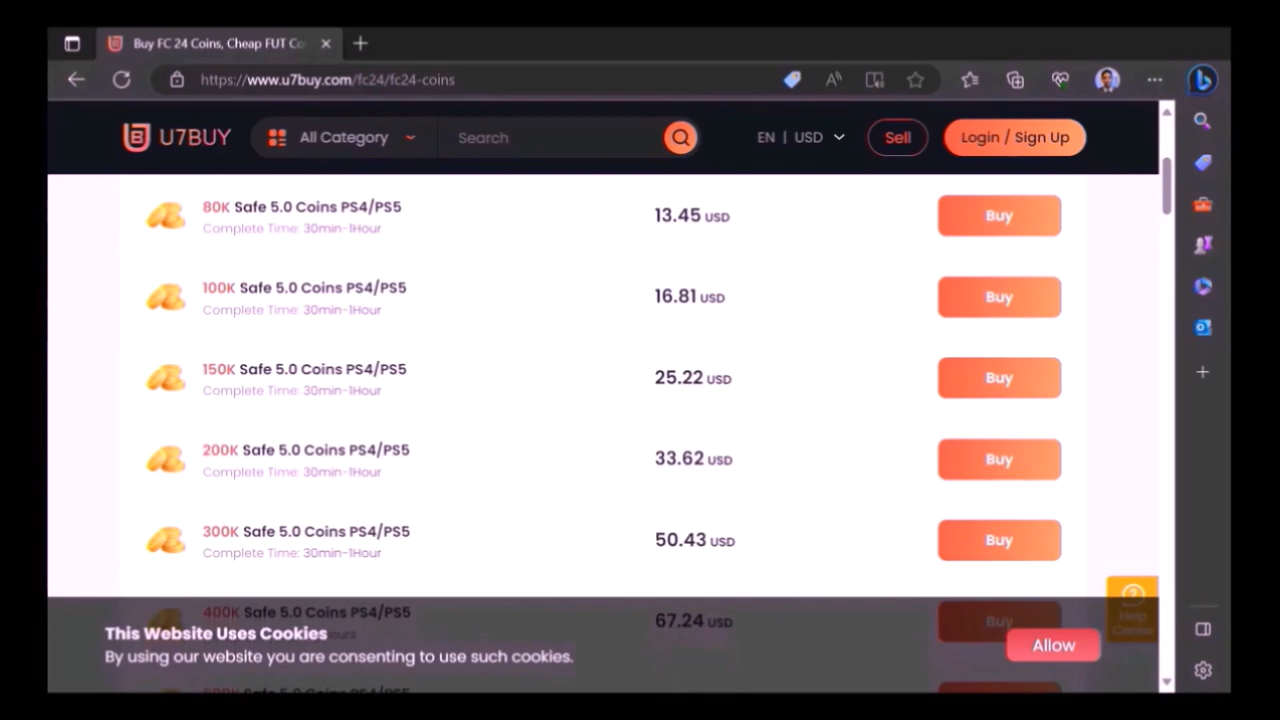 Buy FC 24 Coins, Cheap FUT Co
https://www.u7buy.com/fc24/fc24-coins
U7BUY
All Category
Search
EN | USD
Sell
Login / Sign Up
80K Safe 5.0 Coins PS4/PS5
Complete Time: 30min-1Hour
13.45 USD
Buy
100K Safe 5.0 Coins PS4/PS5
Complete Time: 30min-1Hour
16.81 USD
Buy
150K Safe 5.0 Coins PS4/PS5
Complete Time: 30min-1Hour
25.22 USD
Buy
200K Safe 5.0 Coins PS4/PS5
Complete Time: 30min-1Hour
33.62 USD
Buy
300K Safe 5.0 Coins PS4/PS5
Complete Time: 30min-1Hour
50.43 USD
Buy
400K Safe 5.0 Coins PS4/PS5
67.24 USD
Buy
Help
Center
This Website Uses Cookies
By using our website you are consenting to use such cookies.
Allow